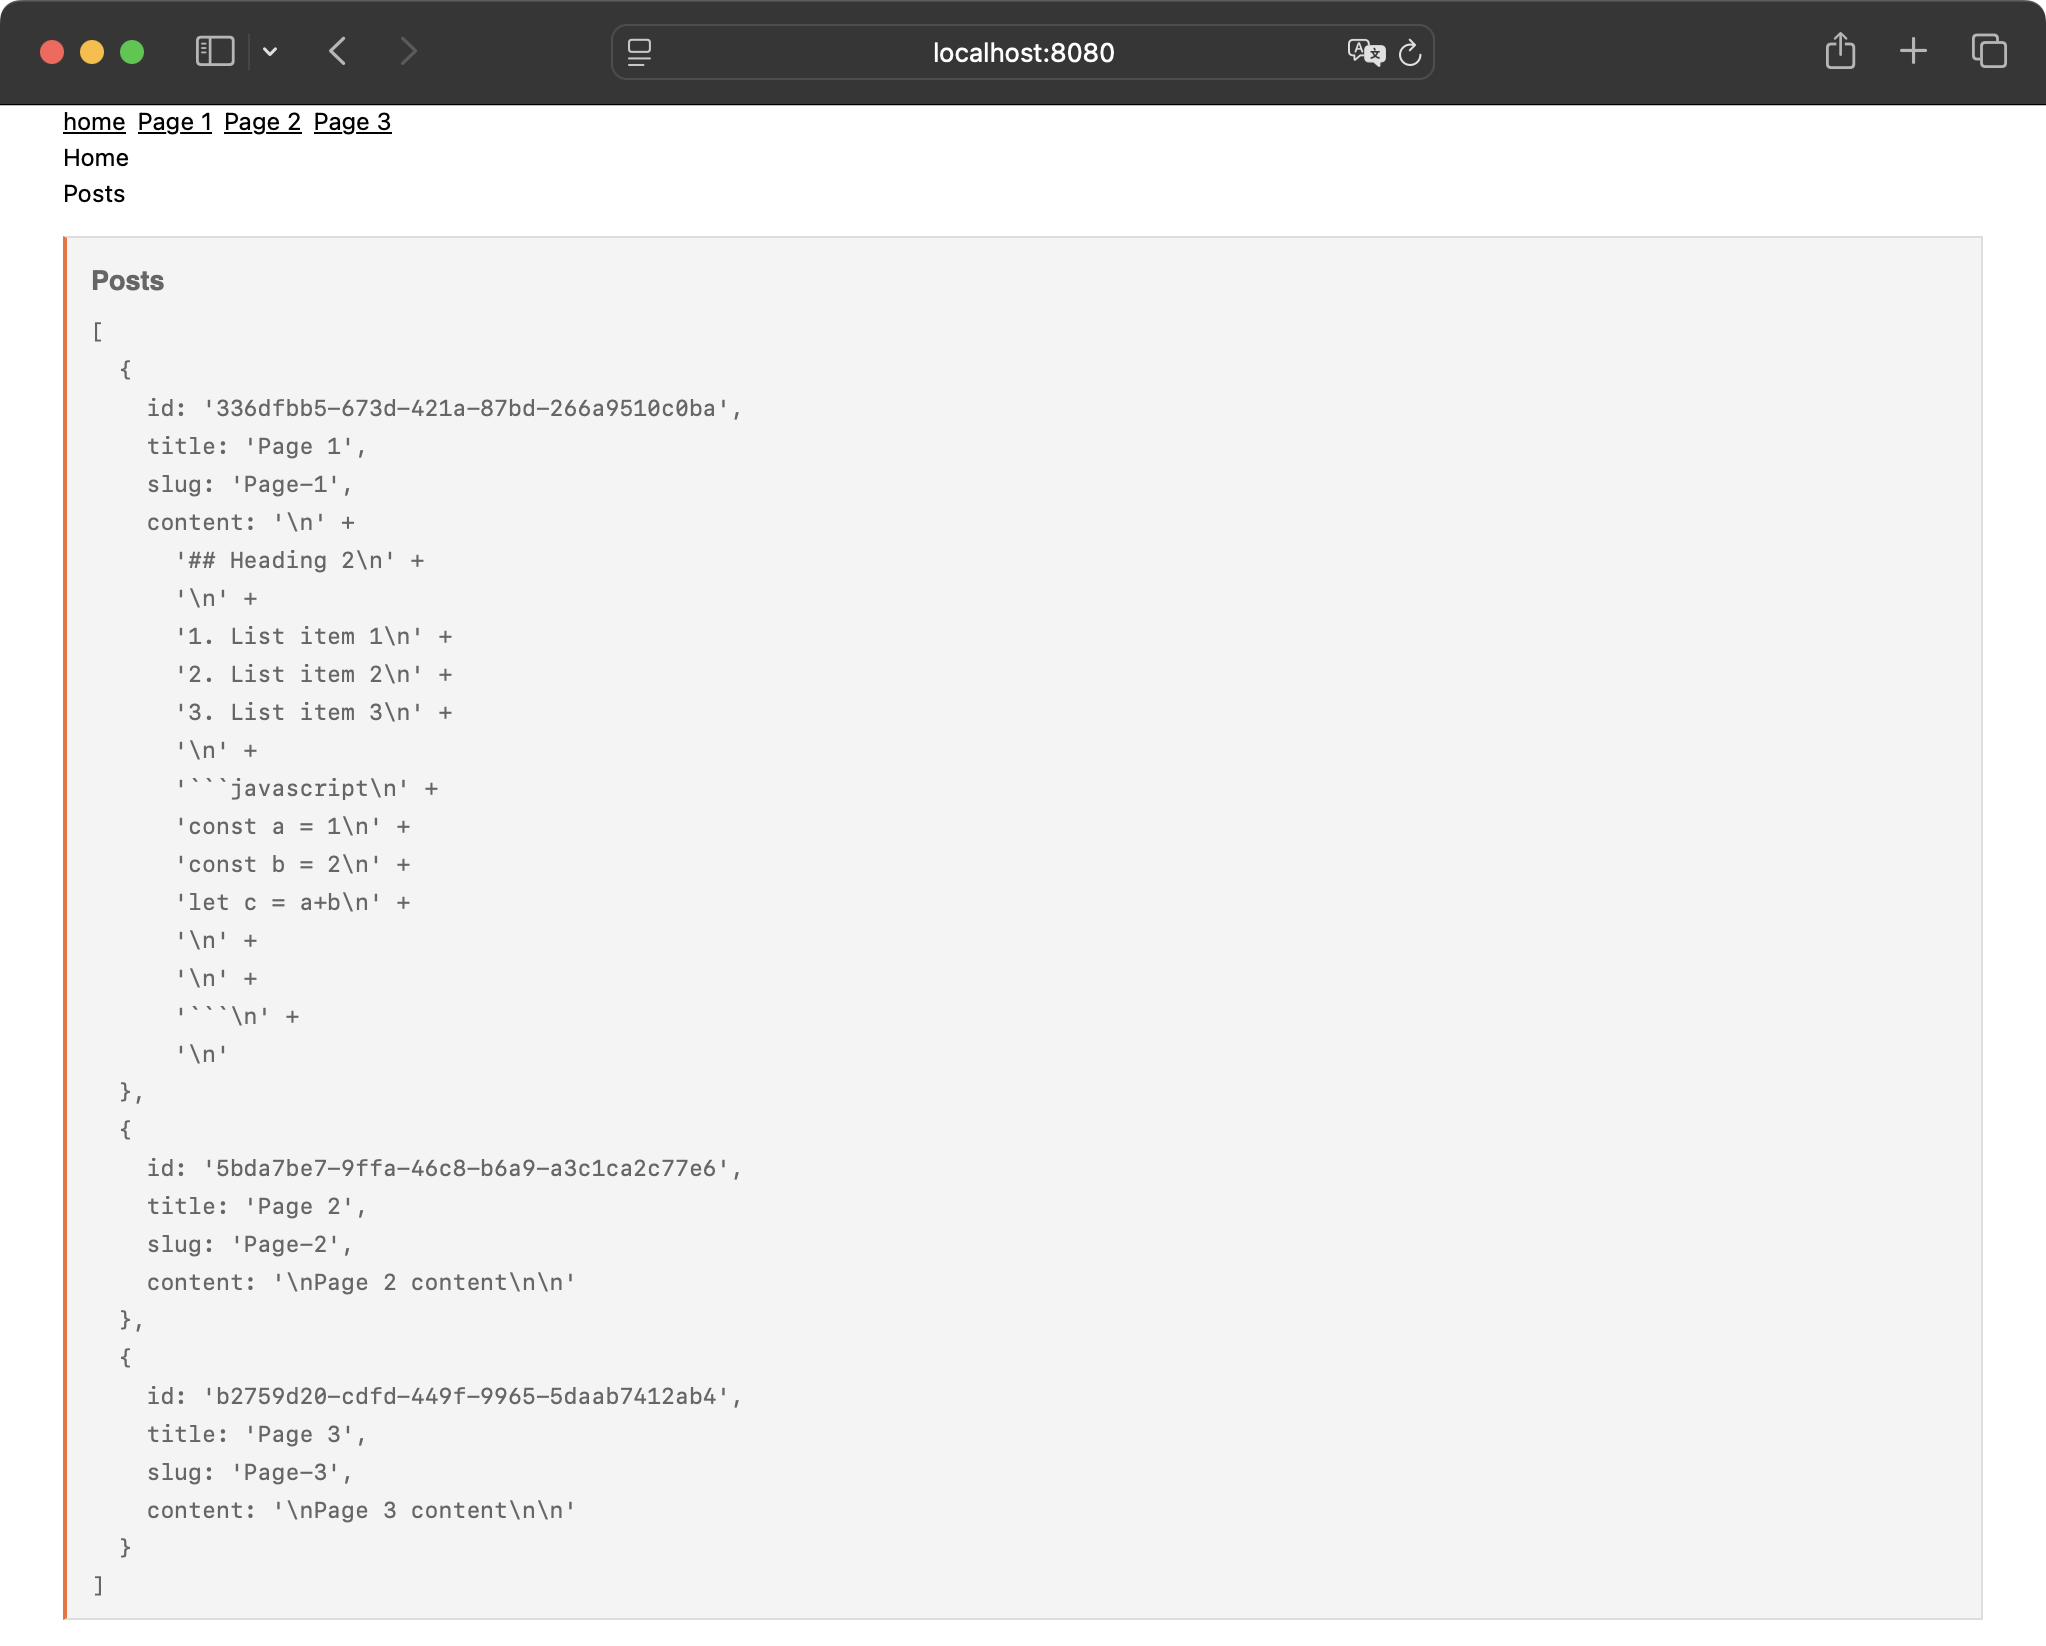 localhost:8080
home Page 1 Page 2 Page 3
Home
Posts
Posts
[
  {
    id: '336dfbb5-673d-421a-87bd-266a9510c0ba',
    title: 'Page 1',
    slug: 'Page-1',
    content: '\n' +
      '## Heading 2\n' +
      '\n' +
      '1. List item 1\n' +
      '2. List item 2\n' +
      '3. List item 3\n' +
      '\n' +
      '```javascript\n' +
      'const a = 1\n' +
      'const b = 2\n' +
      'let c = a+b\n' +
      '\n' +
      '\n' +
      '```\n' +
      '\n'
  },
  {
    id: '5bda7be7-9ffa-46c8-b6a9-a3c1ca2c77e6',
    title: 'Page 2',
    slug: 'Page-2',
    content: '\nPage 2 content\n\n'
  },
  {
    id: 'b2759d20-cdfd-449f-9965-5daab7412ab4',
    title: 'Page 3',
    slug: 'Page-3',
    content: '\nPage 3 content\n\n'
  }
]